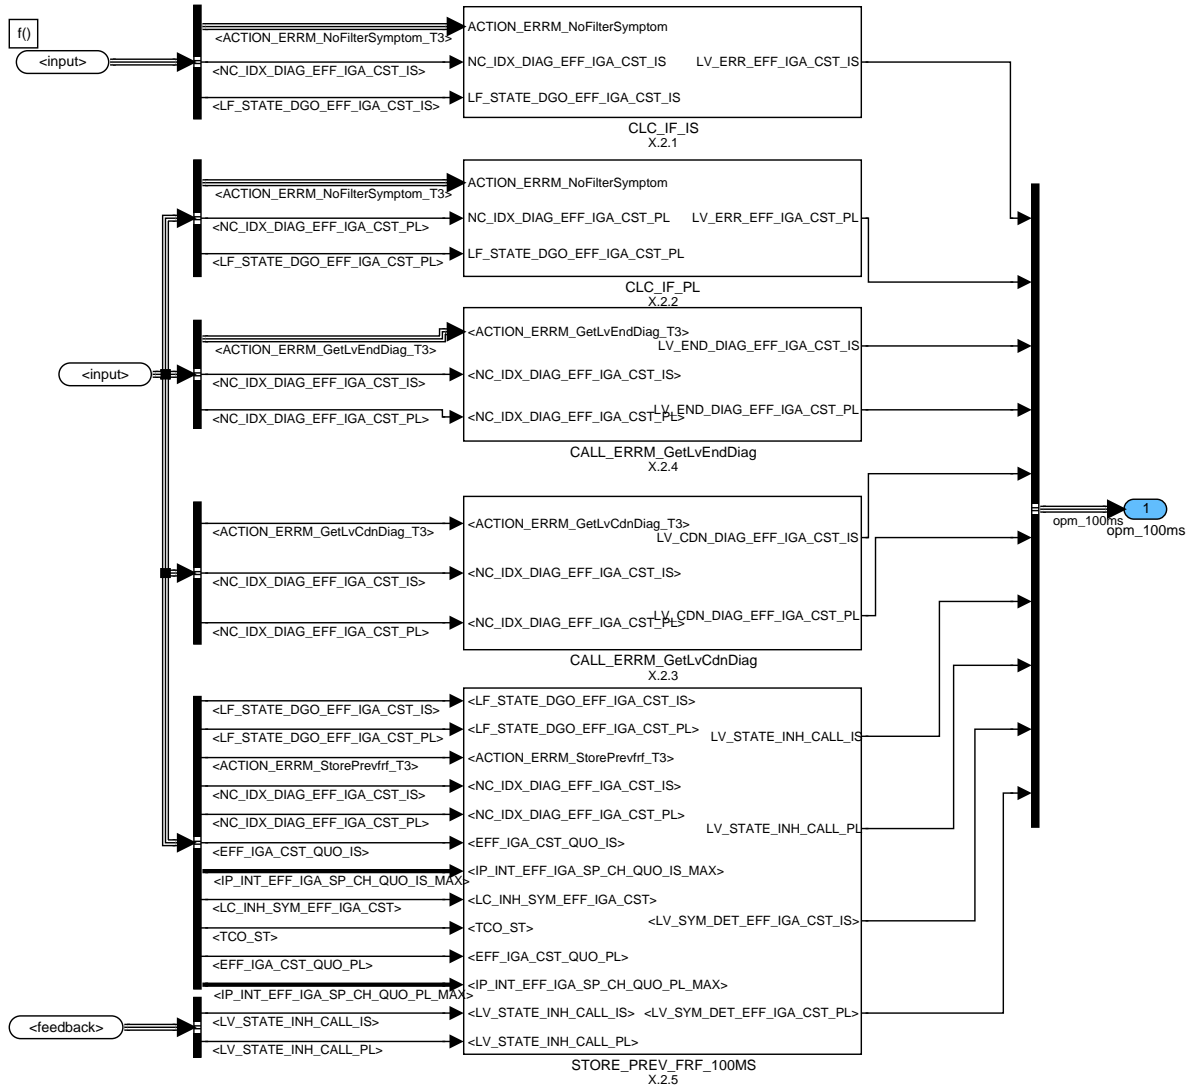 f()
<input>
<ACTION_ERRM_NoFilterSymptom_T3>
<NC_IDX_DIAG_EFF_IGA_CST_IS>
<LF_STATE_DGO_EFF_IGA_CST_IS>
ACTION_ERRM_NoFilterSymptom
NC_IDX_DIAG_EFF_IGA_CST_IS
LF_STATE_DGO_EFF_IGA_CST_IS
LV_ERR_EFF_IGA_CST_IS
CLC_IF_IS
X.2.1
<ACTION_ERRM_NoFilterSymptom_T3>
<NC_IDX_DIAG_EFF_IGA_CST_PL>
<LF_STATE_DGO_EFF_IGA_CST_PL>
ACTION_ERRM_NoFilterSymptom
NC_IDX_DIAG_EFF_IGA_CST_PL
LF_STATE_DGO_EFF_IGA_CST_PL
LV_ERR_EFF_IGA_CST_PL
CLC_IF_PL
X.2.2
<input>
<ACTION_ERRM_GetLvEndDiag_T3>
<NC_IDX_DIAG_EFF_IGA_CST_IS>
<NC_IDX_DIAG_EFF_IGA_CST_PL>
<ACTION_ERRM_GetLvEndDiag_T3>
<NC_IDX_DIAG_EFF_IGA_CST_IS>
<NC_IDX_DIAG_EFF_IGA_CST_PL>
LV_END_DIAG_EFF_IGA_CST_IS
LV_END_DIAG_EFF_IGA_CST_PL
CALL_ERRM_GetLvEndDiag
X.2.4
<ACTION_ERRM_GetLvCdnDiag_T3>
<NC_IDX_DIAG_EFF_IGA_CST_IS>
<NC_IDX_DIAG_EFF_IGA_CST_PL>
<ACTION_ERRM_GetLvCdnDiag_T3>
<NC_IDX_DIAG_EFF_IGA_CST_IS>
<NC_IDX_DIAG_EFF_IGA_CST_PL>
LV_CDN_DIAG_EFF_IGA_CST_IS
LV_CDN_DIAG_EFF_IGA_CST_PL
CALL_ERRM_GetLvCdnDiag
X.2.3
<LF_STATE_DGO_EFF_IGA_CST_IS>
<LF_STATE_DGO_EFF_IGA_CST_PL>
<ACTION_ERRM_StorePrevfrf_T3>
<NC_IDX_DIAG_EFF_IGA_CST_IS>
<NC_IDX_DIAG_EFF_IGA_CST_PL>
<EFF_IGA_CST_QUO_IS>
<IP_INT_EFF_IGA_SP_CH_QUO_IS_MAX>
<LC_INH_SYM_EFF_IGA_CST>
<TCO_ST>
<EFF_IGA_CST_QUO_PL>
<IP_INT_EFF_IGA_SP_CH_QUO_PL_MAX>
<feedback>
<LV_STATE_INH_CALL_IS>
<LV_STATE_INH_CALL_PL>
<LF_STATE_DGO_EFF_IGA_CST_IS>
<LF_STATE_DGO_EFF_IGA_CST_PL>
<ACTION_ERRM_StorePrevfrf_T3>
<NC_IDX_DIAG_EFF_IGA_CST_IS>
<NC_IDX_DIAG_EFF_IGA_CST_PL>
<EFF_IGA_CST_QUO_IS>
<IP_INT_EFF_IGA_SP_CH_QUO_IS_MAX>
<LC_INH_SYM_EFF_IGA_CST>
<TCO_ST>
<EFF_IGA_CST_QUO_PL>
<IP_INT_EFF_IGA_SP_CH_QUO_PL_MAX>
<LV_STATE_INH_CALL_IS>
<LV_STATE_INH_CALL_PL>
LV_STATE_INH_CALL_IS
LV_STATE_INH_CALL_PL
<LV_SYM_DET_EFF_IGA_CST_IS>
<LV_SYM_DET_EFF_IGA_CST_PL>
STORE_PREV_FRF_100MS
X.2.5
opm_100ms
1
opm_100ms